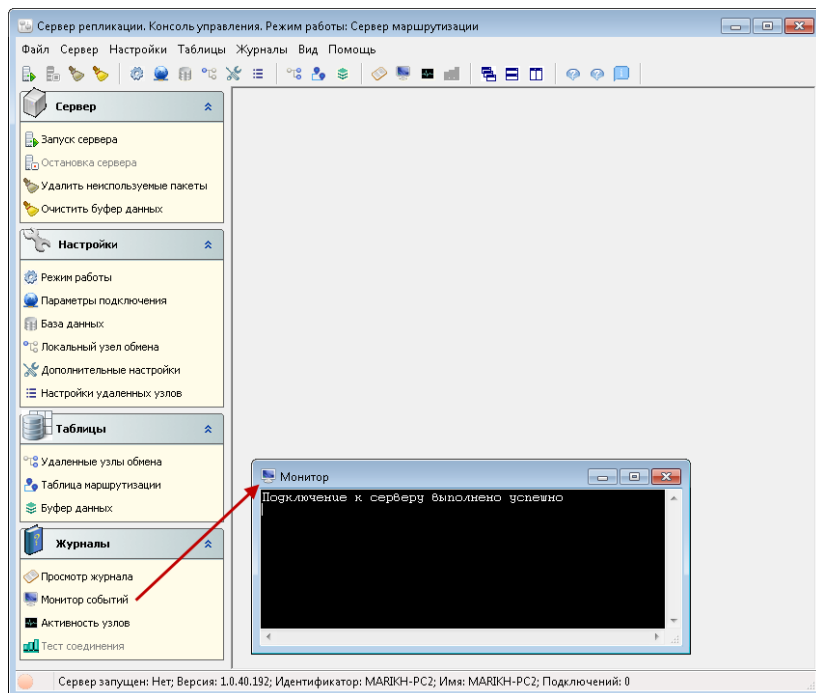 Сервер репликации. Консоль управления. Режим работы: Сервер маршрутизации
Файл Сервер Настройки Таблицы Журналы Вид Помощь
Сервер
Запуск сервера
Остановка сервера
Удалить неиспользуемые пакеты
Очистить буфер данных
Настройки
Режим работы
Параметры подключения
База данных
Локальный узел обмена
Дополнительные настройки
Настройки удаленных узлов
Таблицы
Удаленные узлы обмена
Таблица маршрутизации
Буфер данных
Журналы
Просмотр журнала
Монитор событий
Активность узлов
Тест соединения
Монитор
Подключение к серверу выполнено успешно
Сервер запущен: Нет; Версия: 1.0.40.192; Идентификатор: MARIKH-PC2; Имя: MARIKH-PC2; Подключений: 0